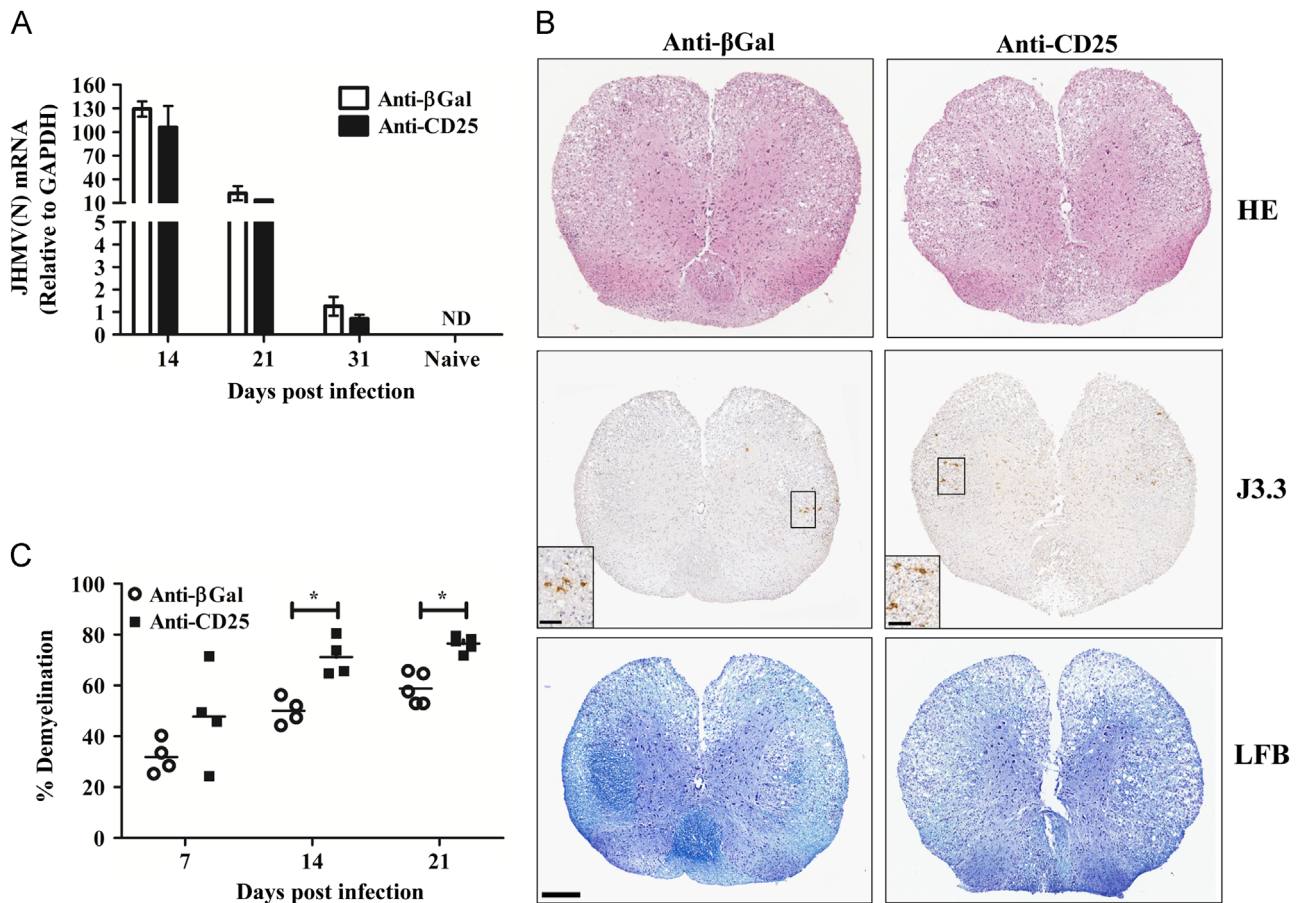 A
JHMV(N) mRNA
(Relative to GAPDH)
160
130
100
70
40
10
5
4
3
2
1
0
Anti-βGal
Anti-CD25
ND
14 21 31 Naive
Days post infection
B
Anti-βGal Anti-CD25
HE
J3.3
LFB
C
% Demyelination
100
80
60
40
20
0
Anti-βGal
Anti-CD25
* *
7 14 21
Days post infection